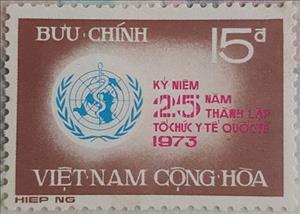 BƯU·CHÍNH
15đ
KỶ NIỆM
25 NĂM
THÀNH LẬP
TỔ CHỨC Y TẾ QUỐC TẾ
1973
VIỆT·NAM CỘNG·HÒA
HIEP NG